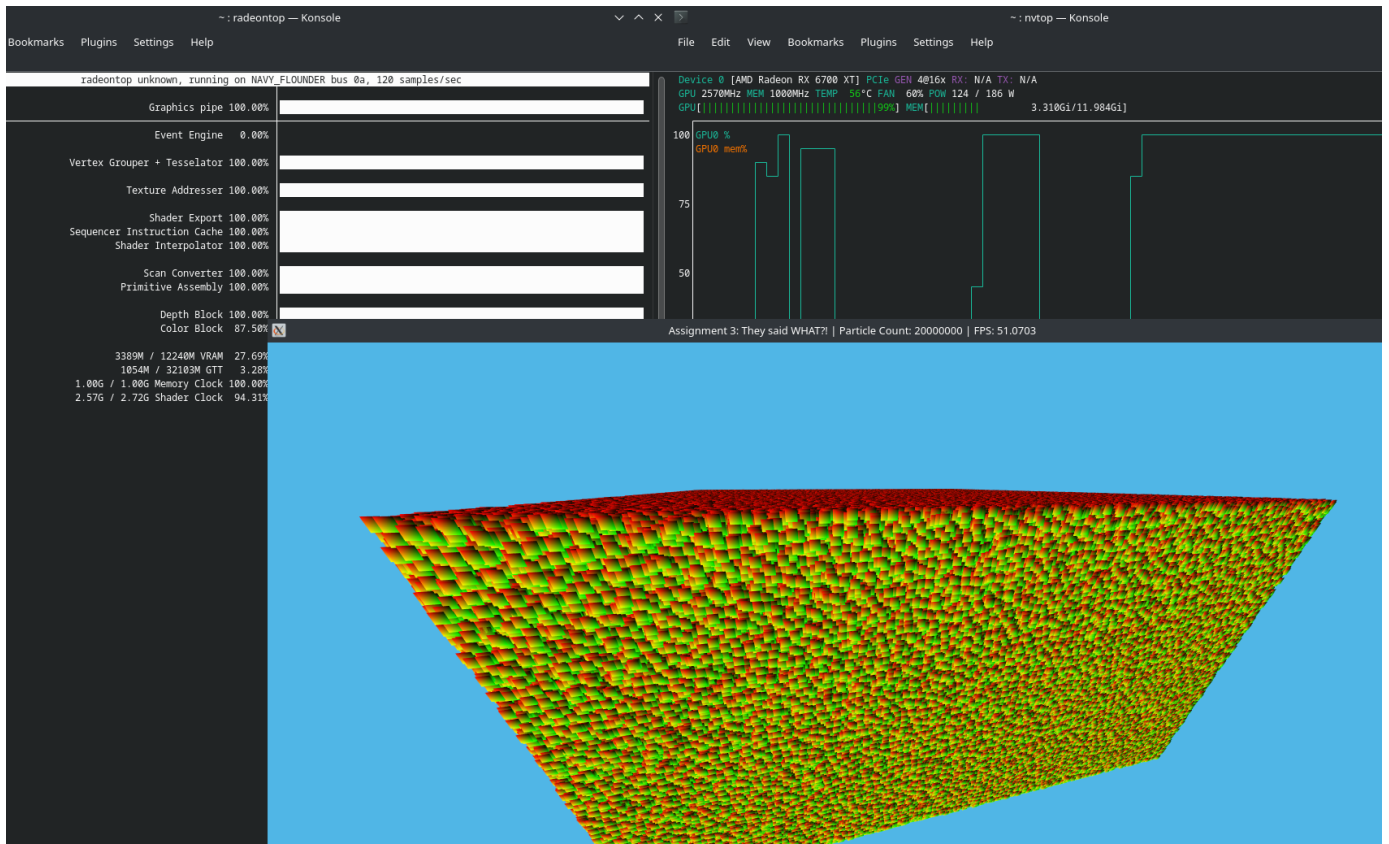 ~ : radeontop — Konsole
Bookmarks Plugins Settings Help
radeontop unknown, running on NAVY_FLOUNDER bus 0a, 120 samples/sec
Graphics pipe 100.00%
Event Engine 0.00%
Vertex Grouper + Tesselator 100.00%
Texture Addresser 100.00%
Shader Export 100.00%
Sequencer Instruction Cache 100.00%
Shader Interpolator 100.00%
Scan Converter 100.00%
Primitive Assembly 100.00%
Depth Block 100.00%
Color Block 87.50%
3389M / 12240M VRAM 27.69%
1054M / 32103M GTT 3.28%
1.00G / 1.00G Memory Clock 100.00%
2.57G / 2.72G Shader Clock 94.31%
~ : nvtop — Konsole
File Edit View Bookmarks Plugins Settings Help
Device 0 [AMD Radeon RX 6700 XT] PCIe GEN 4@16x RX: N/A TX: N/A
GPU 2570MHz MEM 1000MHz TEMP 56°C FAN 60% POW 124 / 186 W
GPU[||||||||||||||||||||||||||||||99%] MEM[||||||||| 3.310Gi/11.984Gi]
100 GPU0 %
GPU0 mem%
75
50
Assignment 3: They said WHAT?! | Particle Count: 20000000 | FPS: 51.0703